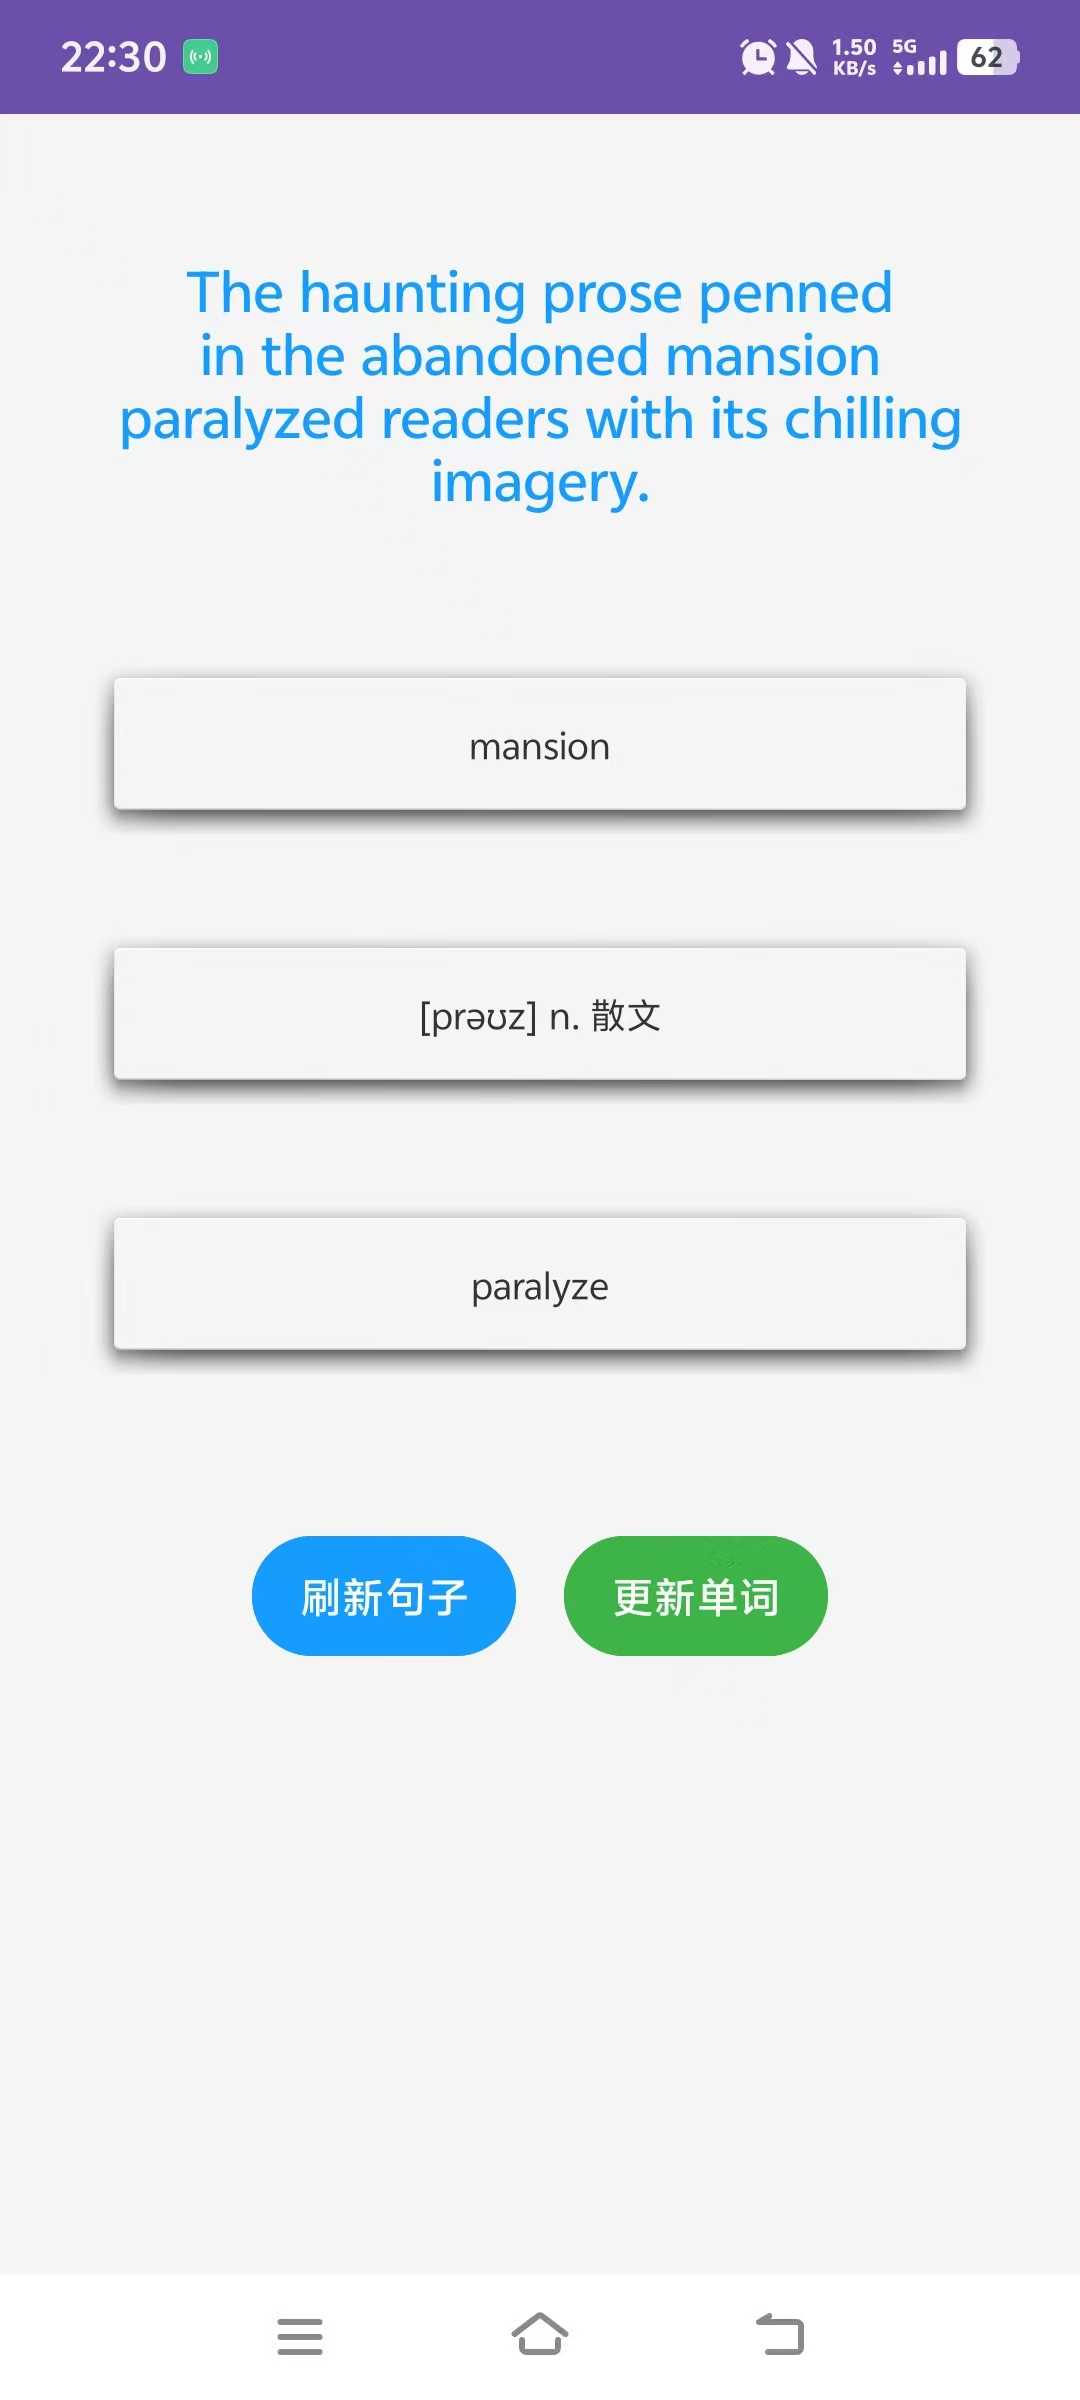 22:30
1.50
KB/s
5G
62
The haunting prose penned
in the abandoned mansion
paralyzed readers with its chilling
imagery.
mansion
[prəʊz] n. 散文
paralyze
刷新句子
更新单词